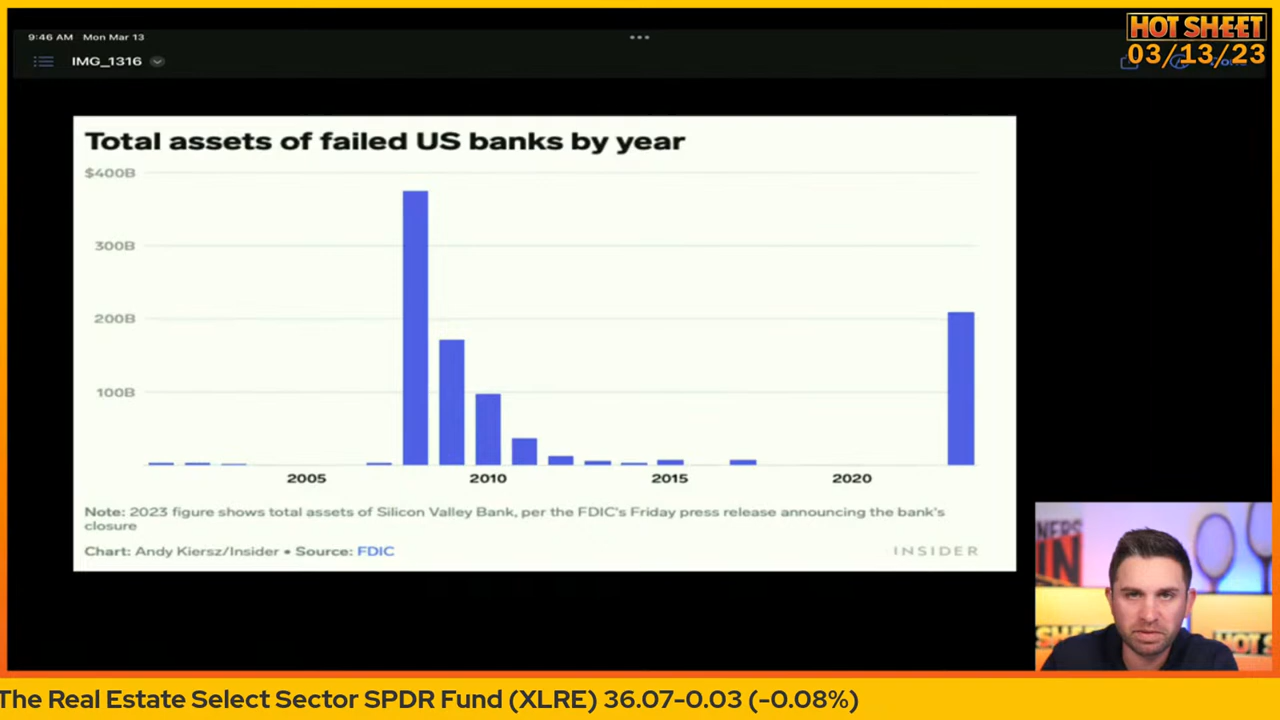 9:46 AM Mon Mar 13
HOT SHEET
03/13/23
IMG_1316
Total assets of failed US banks by year
$400B
300B
200B
100B
2005
2010
2015
2020
Note: 2023 figure shows total assets of Silicon Valley Bank, per the FDIC's Friday press release announcing the bank's
closure
Chart: Andy Kiersz/Insider • Source: FDIC
INSIDER
The Real Estate Select Sector SPDR Fund (XLRE) 36.07-0.03 (-0.08%)